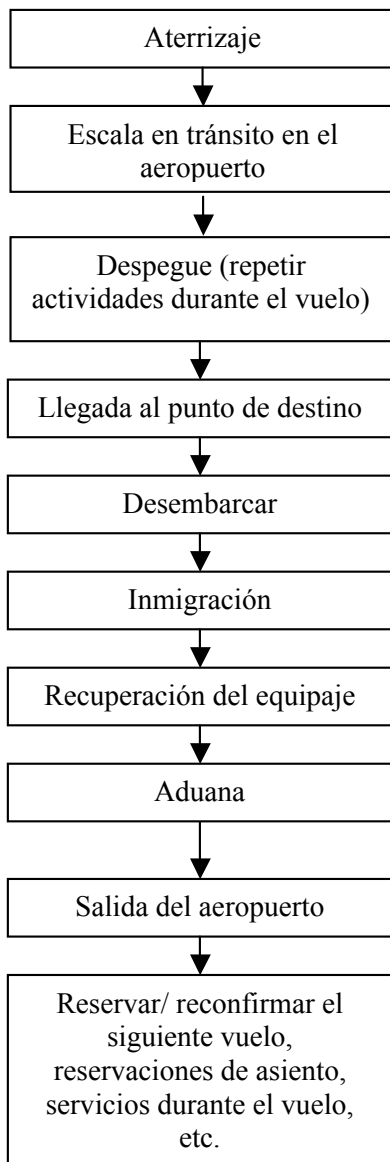 Aterrizaje
Escala en tránsito en el
aeropuerto
Despegue (repetir
actividades durante el vuelo)
Llegada al punto de destino
Desembarcar
Inmigración
Recuperación del equipaje
Aduana
Salida del aeropuerto
Reservar/ reconfirmar el
siguiente vuelo,
reservaciones de asiento,
servicios durante el vuelo,
etc.